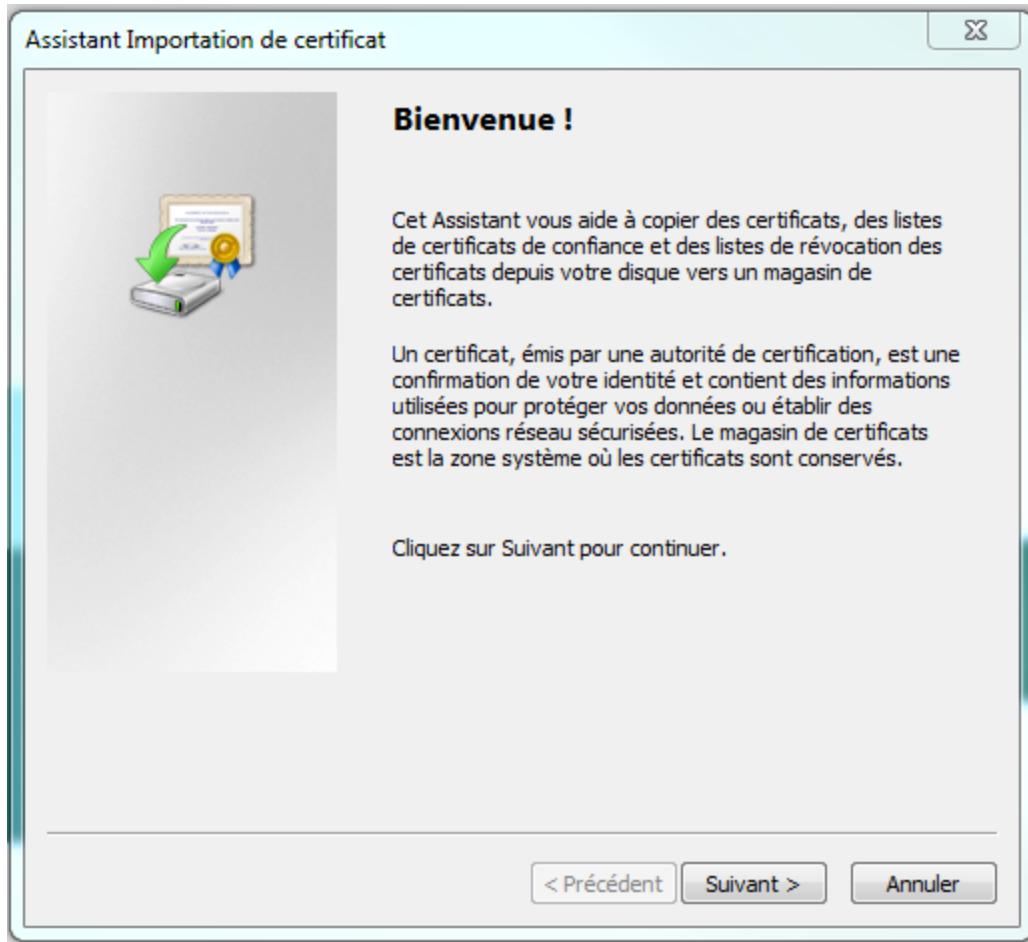 Assistant Importation de certificat
Bienvenue !
Cet Assistant vous aide à copier des certificats, des listes
de certificats de confiance et des listes de révocation des
certificats depuis votre disque vers un magasin de
certificats.
Un certificat, émis par une autorité de certification, est une
confirmation de votre identité et contient des informations
utilisées pour protéger vos données ou établir des
connexions réseau sécurisées. Le magasin de certificats
est la zone système où les certificats sont conservés.
Cliquez sur Suivant pour continuer.
< Précédent
Suivant >
Annuler